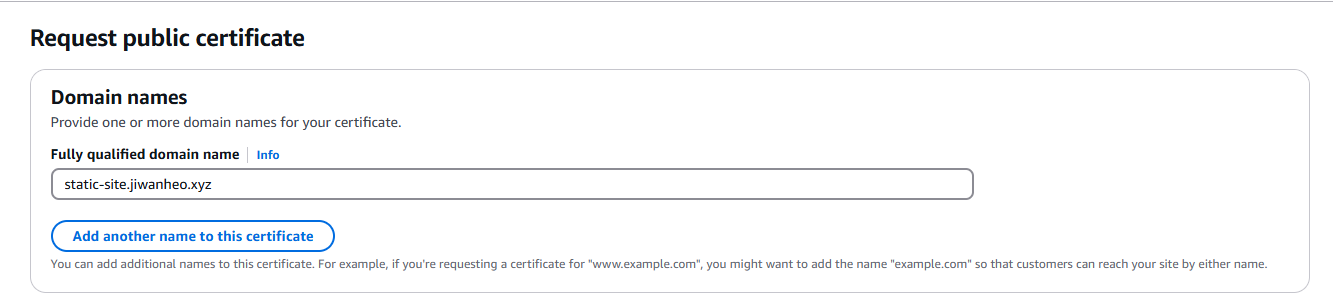 Request public certificate
Domain names
Provide one or more domain names for your certificate.
Fully qualified domain name Info
static-site.jiwanheo.xyz
Add another name to this certificate
You can add additional names to this certificate. For example, if you're requesting a certificate for "www.example.com", you might want to add the name "example.com" so that customers can reach your site by either name.